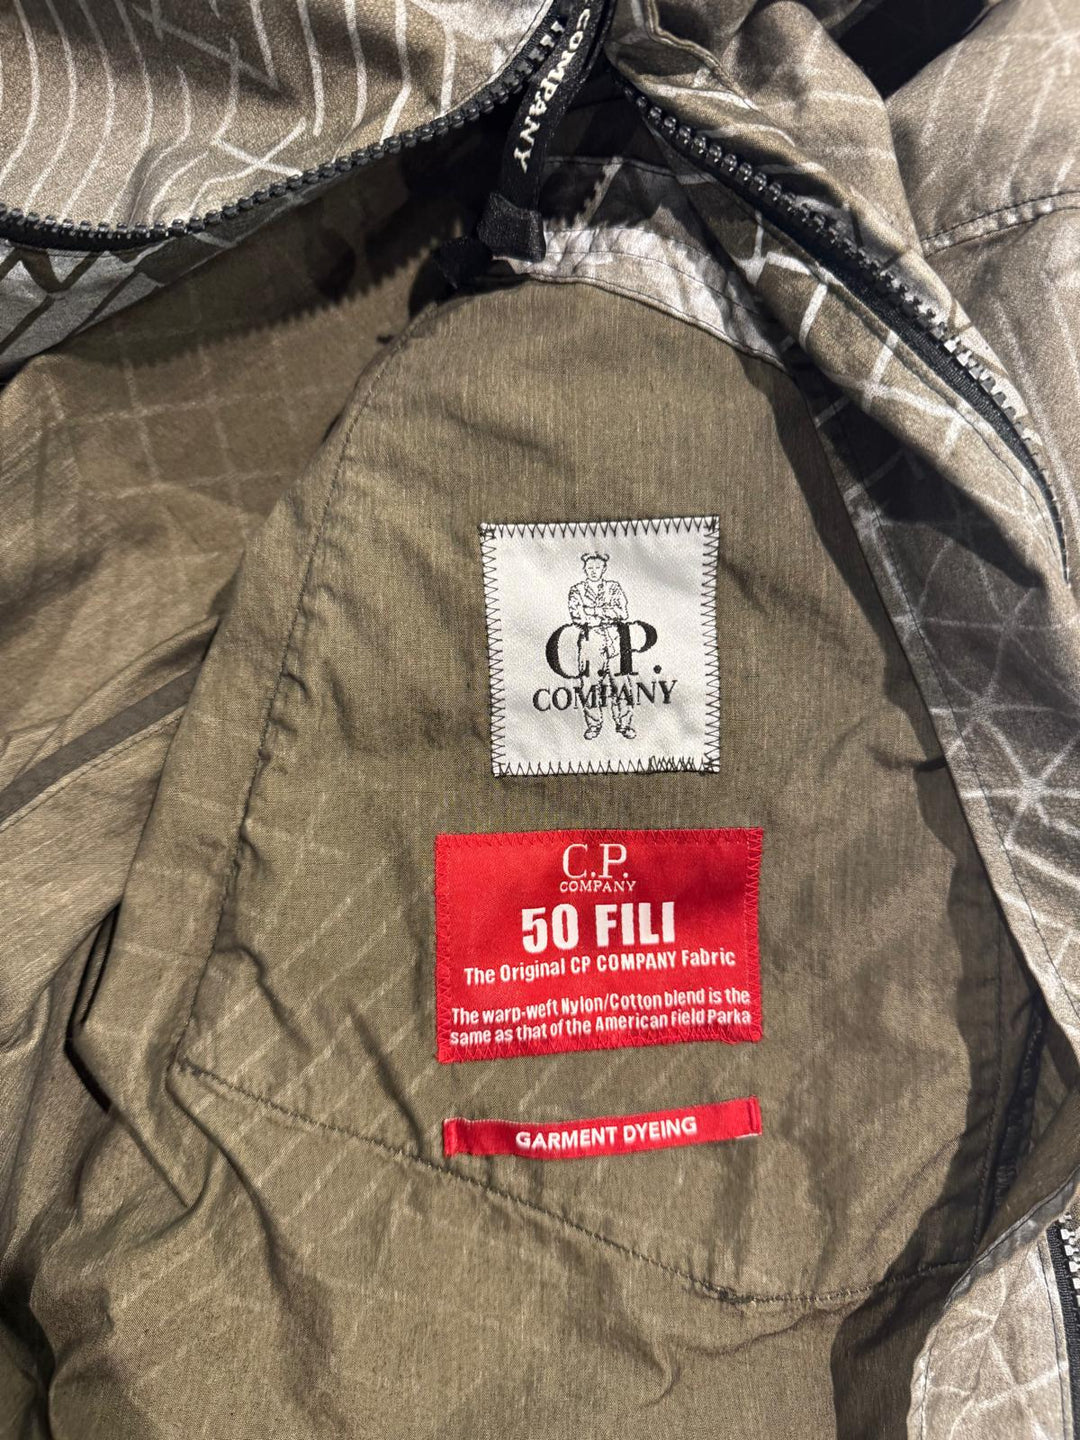 COMPANY
C.P.
COMPANY
C.P.
COMPANY
50 FILI
The Original CP COMPANY Fabric
The warp-weft Nylon/Cotton blend is the
same as that of the American Field Parka
GARMENT DYEING